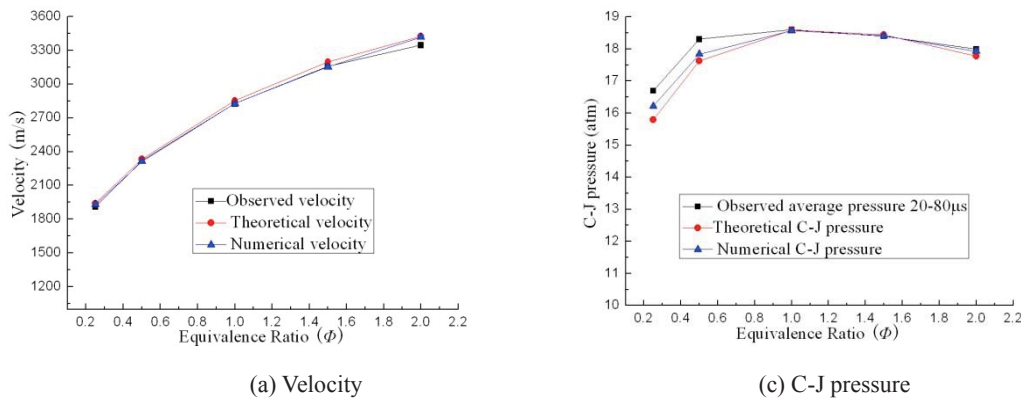 3600
3300
3000
2700
2400
2100
1800
1500
1200
Velocity (m/s)
Observed velocity
Theoretical velocity
Numerical velocity
0.2 0.4 0.6 0.8 1.0 1.2 1.4 1.6 1.8 2.0 2.2
Equivalence Ratio (Φ)
(a) Velocity
19
18
17
16
15
14
13
12
11
10
C-J pressure (atm)
Observed average pressure 20-80μs
Theoretical C-J pressure
Numerical C-J pressure
0.2 0.4 0.6 0.8 1.0 1.2 1.4 1.6 1.8 2.0 2.2
Equivalence Ratio (Φ)
(c) C-J pressure